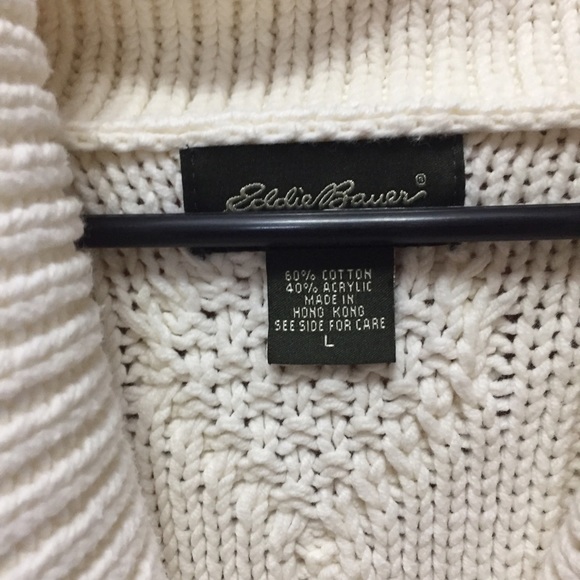 Eddie Bauer®
60% COTTON
40% ACRYLIC
MADE IN
HONG KONG
SEE SIDE FOR CARE
L